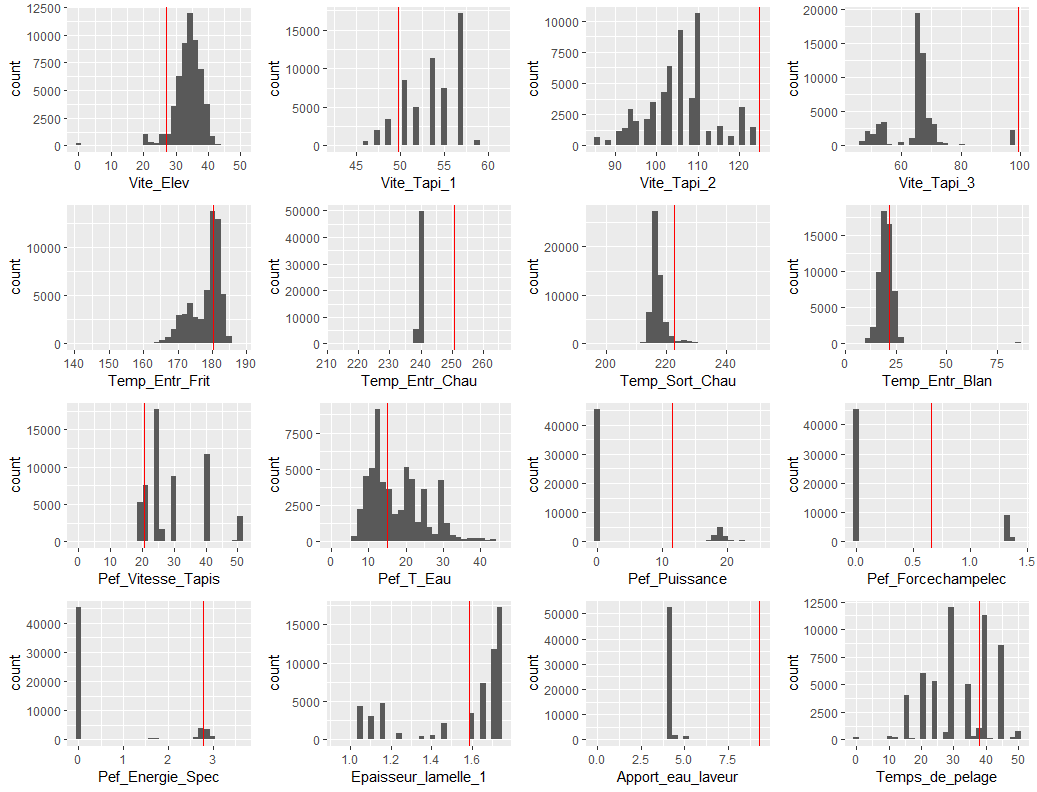 12500
10000
7500
5000
2500
0
count
0 10 20 30 40 50
Vite_Elev
15000
10000
5000
0
count
45 50 55 60
Vite_Tapi_1
10000
7500
5000
2500
0
count
90 100 110 120
Vite_Tapi_2
20000
15000
10000
5000
0
count
60 80 100
Vite_Tapi_3
10000
5000
0
count
140 150 160 170 180 190
Temp_Entr_Frit
50000
40000
30000
20000
10000
0
count
210 220 230 240 250 260
Temp_Entr_Chau
20000
10000
0
count
200 220 240
Temp_Sort_Chau
15000
10000
5000
0
count
0 25 50 75
Temp_Entr_Blan
15000
10000
5000
0
count
0 10 20 30 40 50
Pef_Vitesse_Tapis
7500
5000
2500
0
count
0 10 20 30 40
Pef_T_Eau
40000
30000
20000
10000
0
count
0 10 20
Pef_Puissance
40000
30000
20000
10000
0
count
0.0 0.5 1.0 1.5
Pef_Forcechampelec
40000
30000
20000
10000
0
count
0 1 2 3
Pef_Energie_Spec
15000
10000
5000
0
count
1.0 1.2 1.4 1.6
Epaisseur_lamelle_1
50000
40000
30000
20000
10000
0
count
0.0 2.5 5.0 7.5
Apport_eau_laveur
12500
10000
7500
5000
2500
0
count
0 10 20 30 40 50
Temps_de_pelage